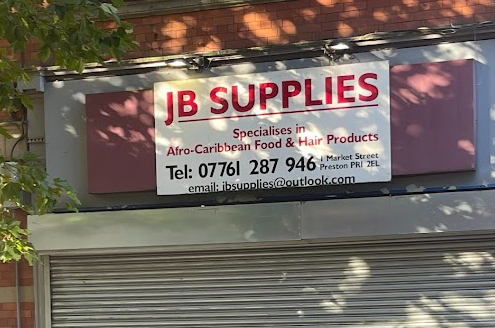 JB SUPPLIES
Specialises in
Afro-Caribbean Food & Hair Products
Tel: 07761 287 946 1 Market Street
Preston PR1 2EL
email: jbsupplies@outlook.com